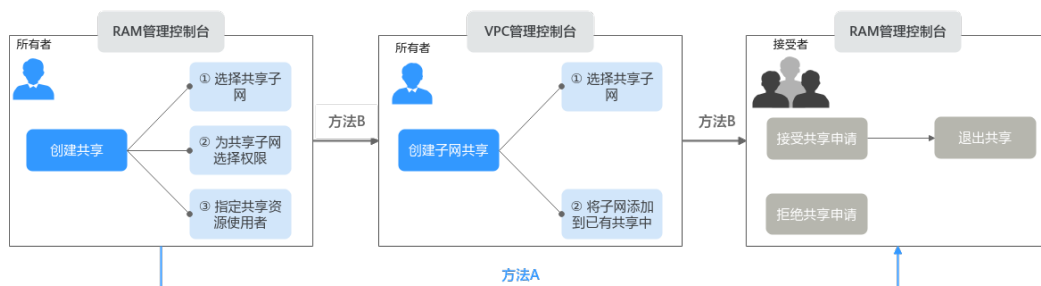 RAM管理控制台
所有者
创建共享
① 选择共享子
网
② 为共享子网
选择权限
③ 指定共享资
源使用者
方法B
VPC管理控制台
所有者
创建子网共享
① 选择共享子
网
② 将子网添加
到已有共享中
方法B
RAM管理控制台
接受者
接受共享申请
退出共享
拒绝共享申请
方法A